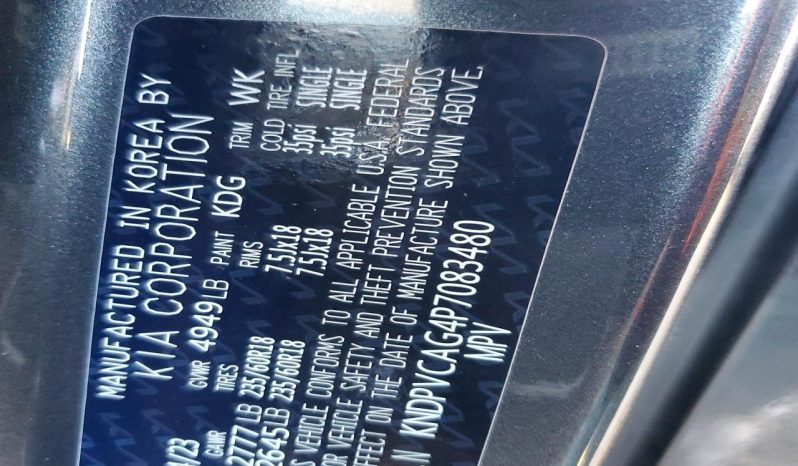 MANUFACTURED IN KOREA BY
KIA CORPORATION
/23 GVWR 4949LB PAINT KDG TRIM WK
GAWR TIRES RIMS COLD TIRE INFL.
2777LB 235/60R18 7.5Jx18 35psi SINGLE
2645LB 235/60R18 7.5Jx18 35psi SINGLE
S VEHICLE CONFORMS TO ALL APPLICABLE U.S.A. FEDERAL
OR VEHICLE SAFETY AND THEFT PREVENTION STANDARDS
EFFECT ON THE DATE OF MANUFACTURE SHOWN ABOVE.
N KNDPVCAG4P7083480
MPV